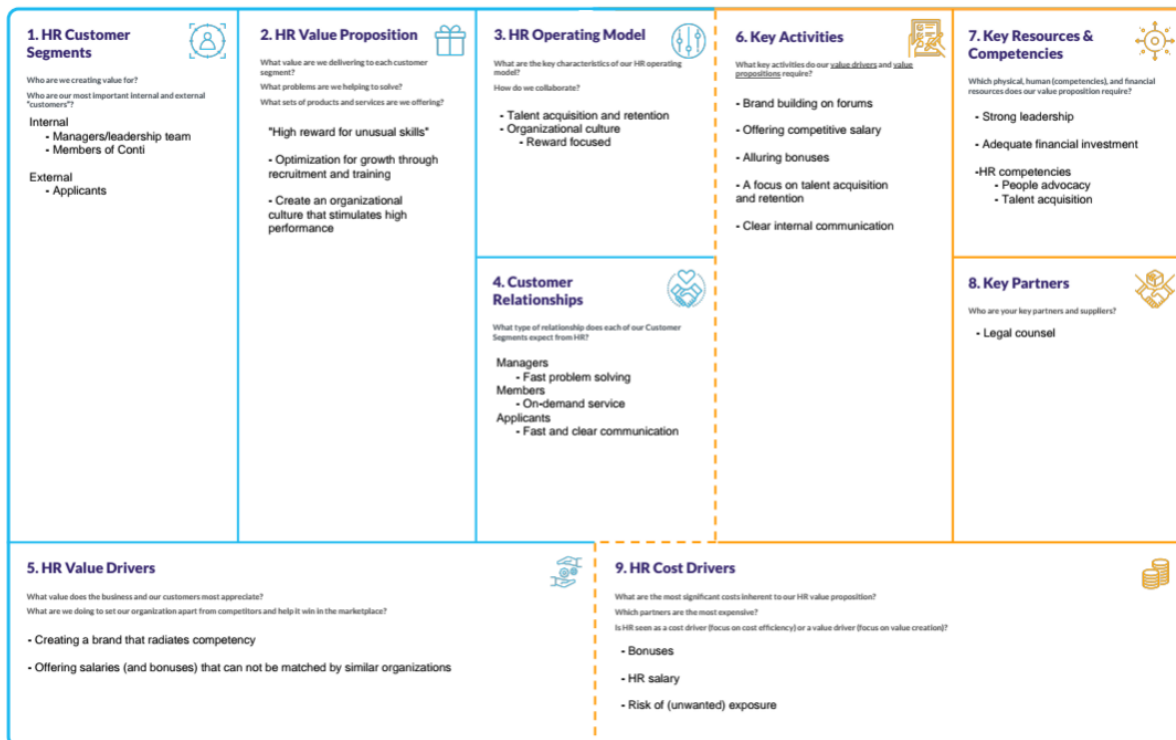 1. HR Customer
Segments
Who are we creating value for?
Who are our most important internal and external
"customers"?
Internal
- Managers/leadership team
- Members of Conti
External
- Applicants
2. HR Value Proposition
What value are we delivering to each customer
segment?
What problems are we helping to solve?
What sets of products and services are we offering?
"High reward for unusual skills"
- Optimization for growth through
recruitment and training
- Create an organizational
culture that stimulates high
performance
3. HR Operating Model
What are the key characteristics of our HR operating
model?
How do we collaborate?
- Talent acquisition and retention
- Organizational culture
- Reward focused
4. Customer
Relationships
What type of relationship does each of our Customer
Segments expect from HR?
Managers
- Fast problem solving
Members
- On-demand service
Applicants
- Fast and clear communication
6. Key Activities
What key activities do our value drivers and value
propositions require?
- Brand building on forums
- Offering competitive salary
- Alluring bonuses
- A focus on talent acquisition
and retention
- Clear internal communication
7. Key Resources &
Competencies
Which physical, human (competencies), and financial
resources does our value proposition require?
- Strong leadership
- Adequate financial investment
-HR competencies
- People advocacy
- Talent acquisition
8. Key Partners
Who are your key partners and suppliers?
- Legal counsel
5. HR Value Drivers
What value does the business and our customers most appreciate?
What are we doing to set our organization apart from competitors and help it win in the marketplace?
- Creating a brand that radiates competency
- Offering salaries (and bonuses) that can not be matched by similar organizations
9. HR Cost Drivers
What are the most significant costs inherent to our HR value proposition?
Which partners are the most expensive?
Is HR seen as a cost driver (focus on cost efficiency) or a value driver (focus on value creation)?
- Bonuses
- HR salary
- Risk of (unwanted) exposure